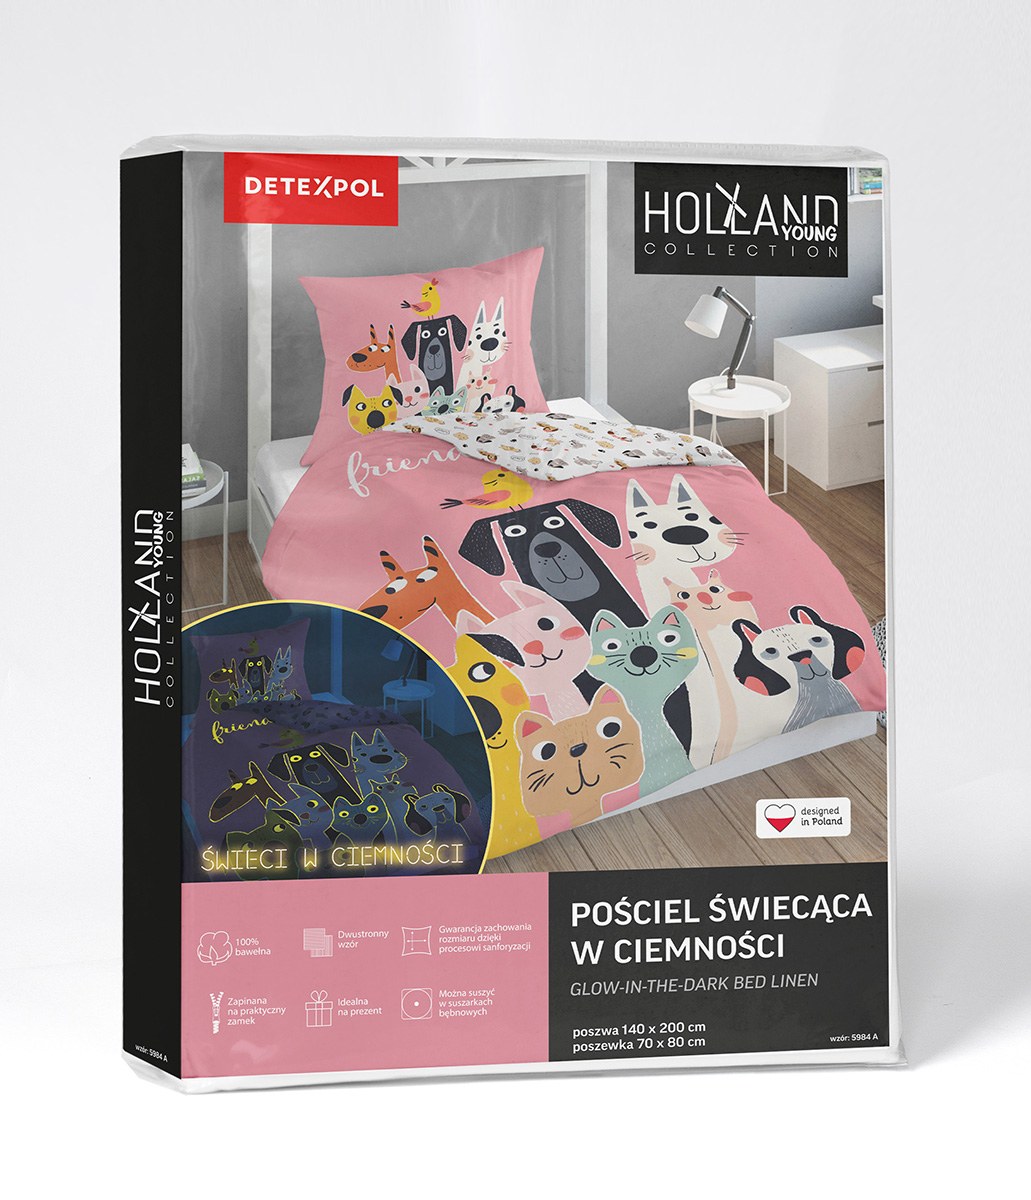 DETEXPOL
HOLLAND
YOUNG
COLLECTION
friend
HOLLAND
YOUNG
COLLECTION
friend
ŚWIECI W CIEMNOŚCI
designed
in Poland
100%
bawełna
Dwustronny
wzór
Gwarancja zachowania
rozmiaru dzięki
procesowi sanforyzacji
Zapinana
na praktyczny
zamek
Idealna
na prezent
Można suszyć
w suszarkach
bębnowych
POŚCIEL ŚWIECĄCA
W CIEMNOŚCI
GLOW-IN-THE-DARK BED LINEN
poszwa 140 x 200 cm
poszewka 70 x 80 cm
wzór: 5984 A
wzór: 5984 A